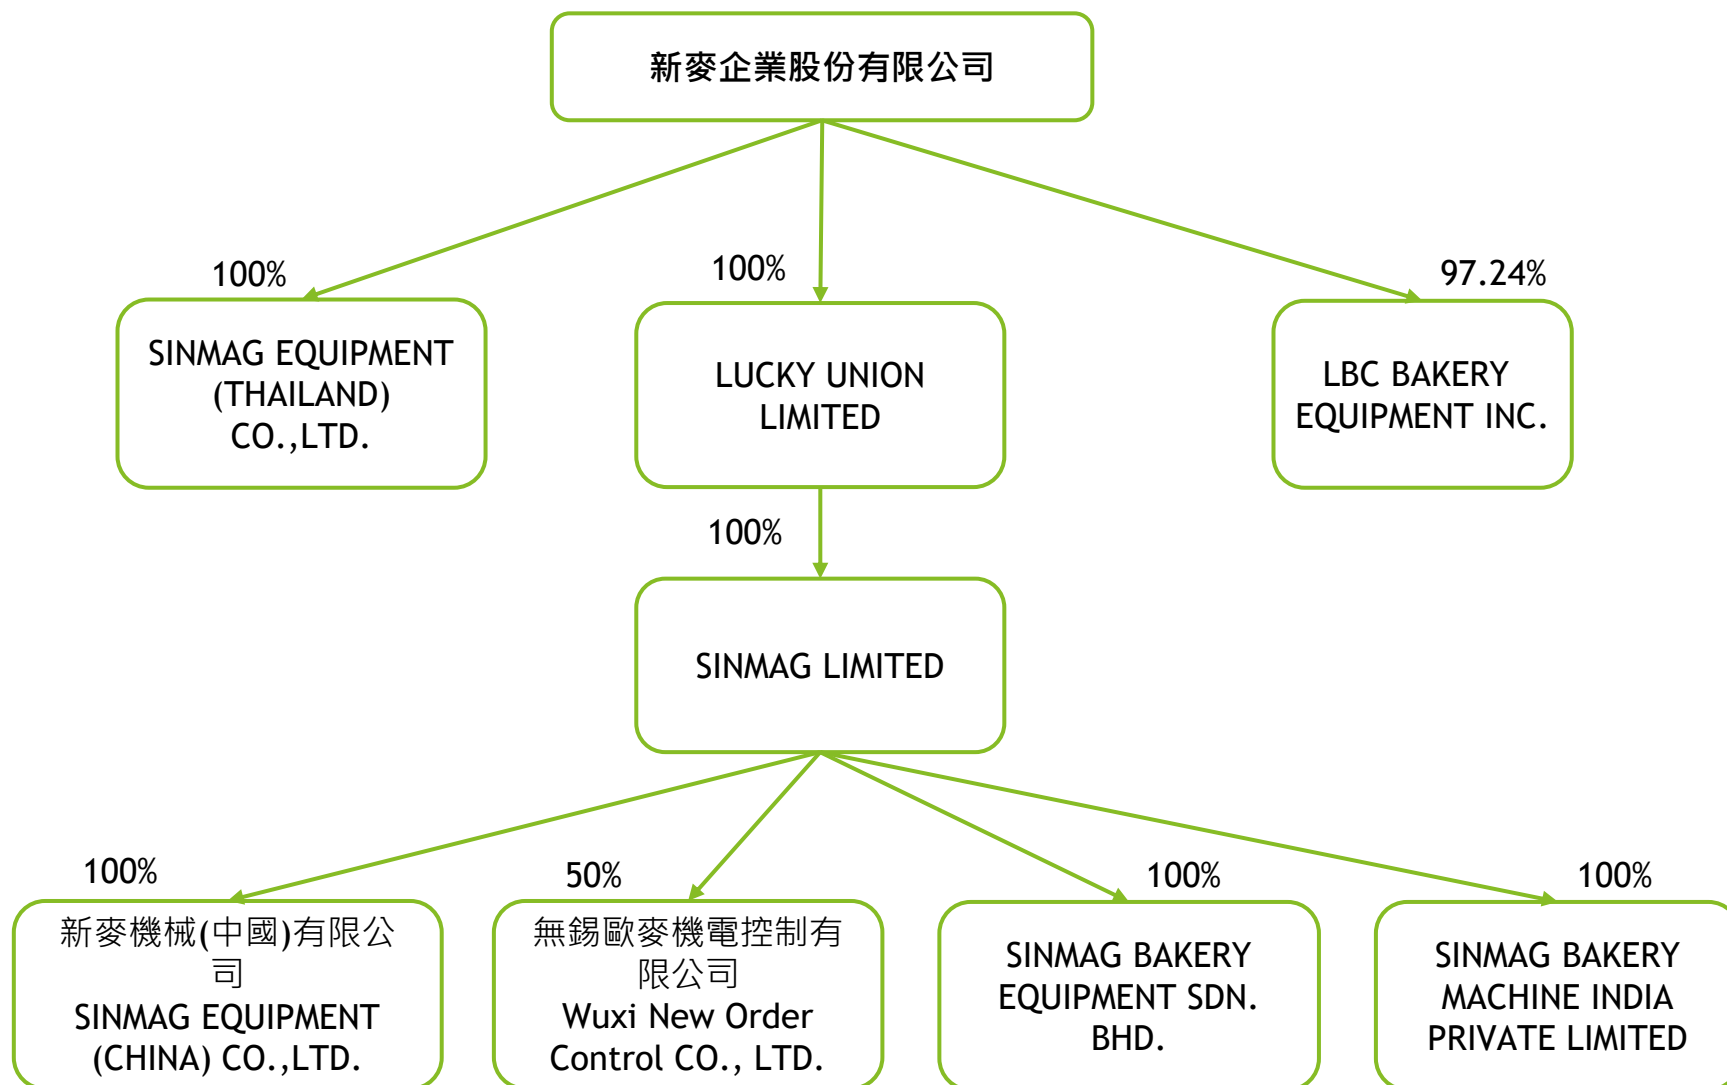 新麥企業股份有限公司
100%
100%
97.24%
SINMAG EQUIPMENT
(THAILAND)
CO.,LTD.
LUCKY UNION
LIMITED
LBC BAKERY
EQUIPMENT INC.
100%
SINMAG LIMITED
100%
50%
100%
100%
新麥機械(中國)有限公
司
SINMAG EQUIPMENT
(CHINA) CO.,LTD.
無錫歐麥機電控制有
限公司
Wuxi New Order
Control CO., LTD.
SINMAG BAKERY
EQUIPMENT SDN.
BHD.
SINMAG BAKERY
MACHINE INDIA
PRIVATE LIMITED